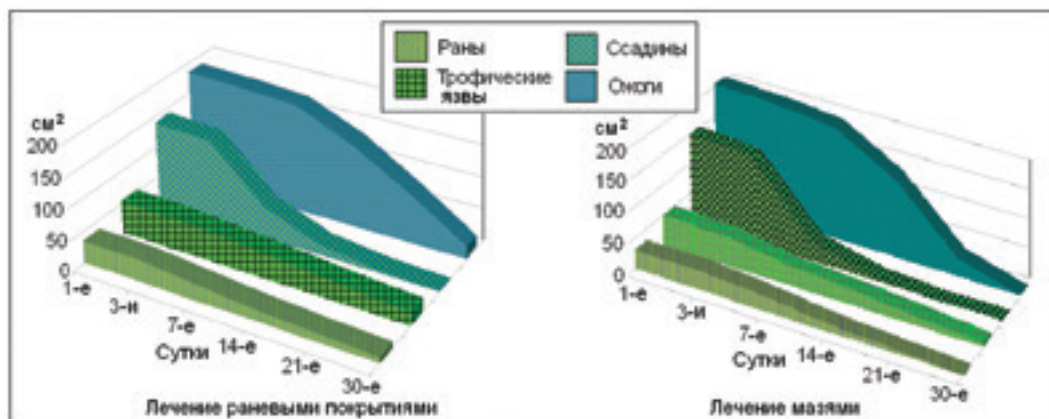 Раны
Трофические
язвы
Ссадины
Ожоги
см²
200
150
100
50
0
1-е
3-и
7-е
14-е
21-е
30-е
Сутки
Лечение раневыми покрытиями
см²
200
150
100
50
0
1-е
3-и
7-е
14-е
21-е
30-е
Сутки
Лечение мазями